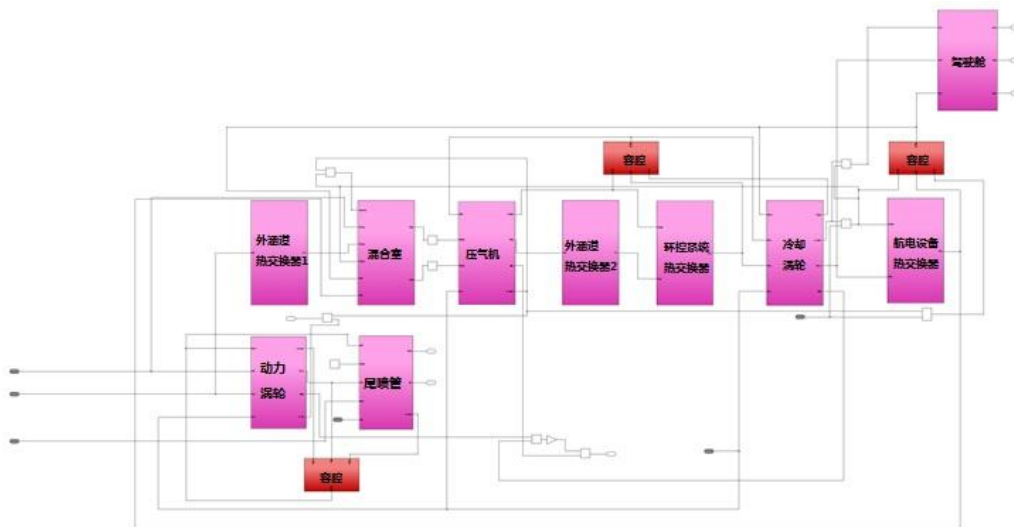 驾驶舱
容腔
容腔
外涵道
热交换器1
混合室
压气机
外涵道
热交换器2
环控系统
热交换器
冷却
涡轮
航电设备
热交换器
动力
涡轮
尾喷管
容腔